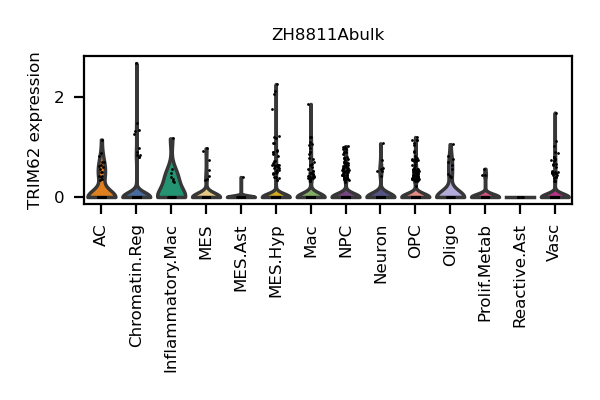 ZH8811Abulk
TRIM62 expression
2
0
AC
Chromatin.Reg
Inflammatory.Mac
MES
MES.Ast
MES.Hyp
Mac
NPC
Neuron
OPC
Oligo
Prolif.Metab
Reactive.Ast
Vasc